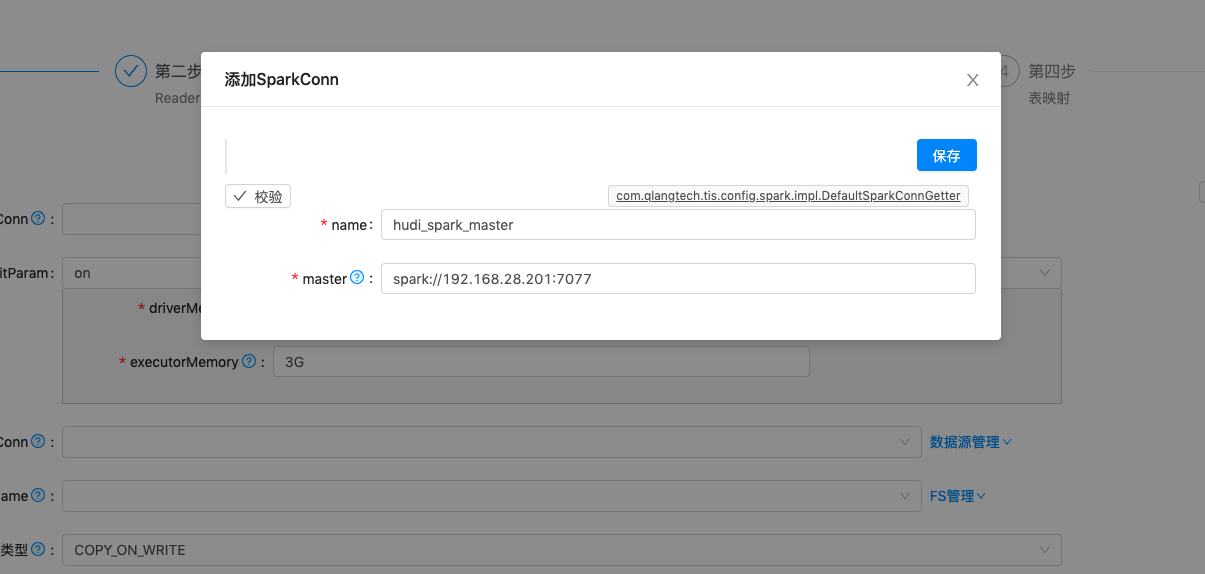 添加SparkConn
第二步
4
第四步
Reader
表映射
保存
校验
com.qlangtech.tis.config.spark.impl.DefaultSparkConnGetter
Conn ? :
* name :
hudi_spark_master
itParam :
on
* master ? :
spark://192.168.28.201:7077
* driverMe
* executorMemory ? :
3G
Conn ? :
数据源管理
ame ? :
FS管理
类型 ? :
COPY_ON_WRITE